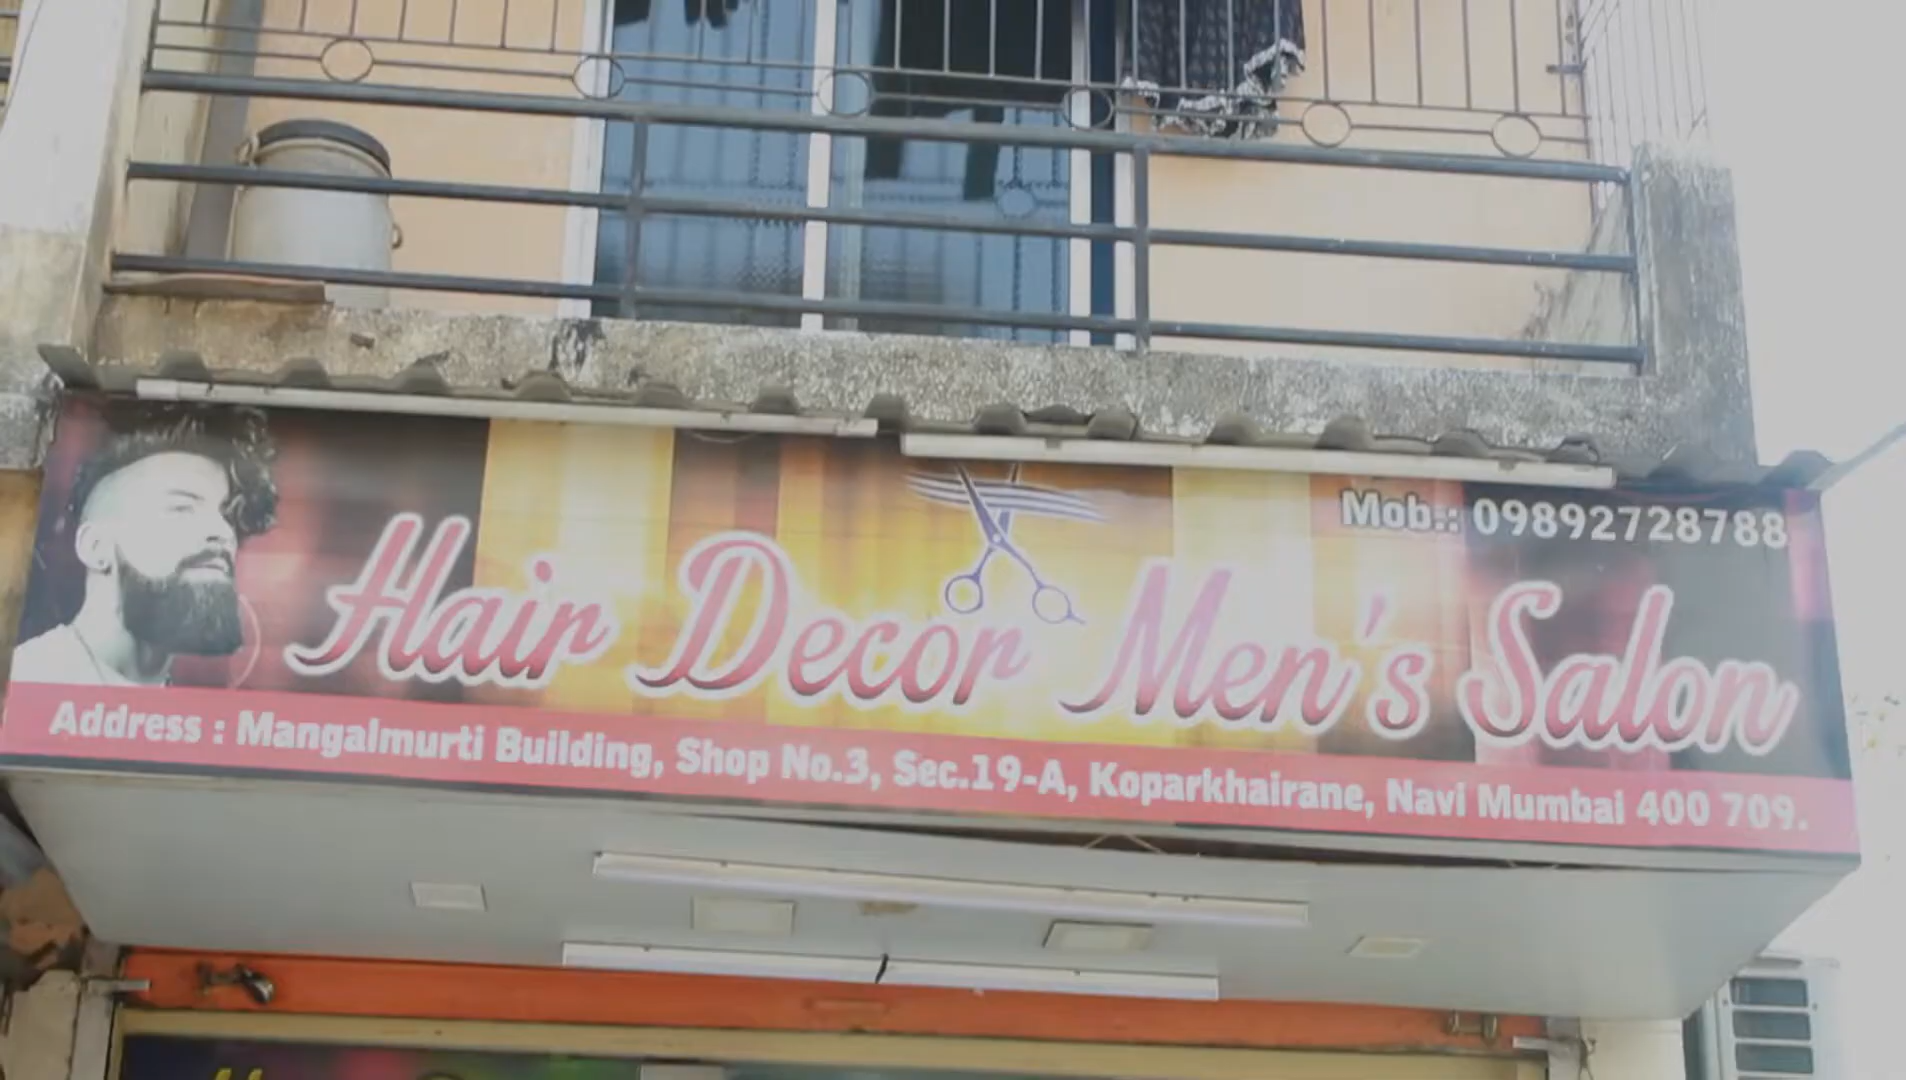 Mob.: 09892728788
Hair Decor Men's Salon
Address : Mangalmurti Building, Shop No.3, Sec.19-A, Koparkhairane, Navi Mumbai 400 709.